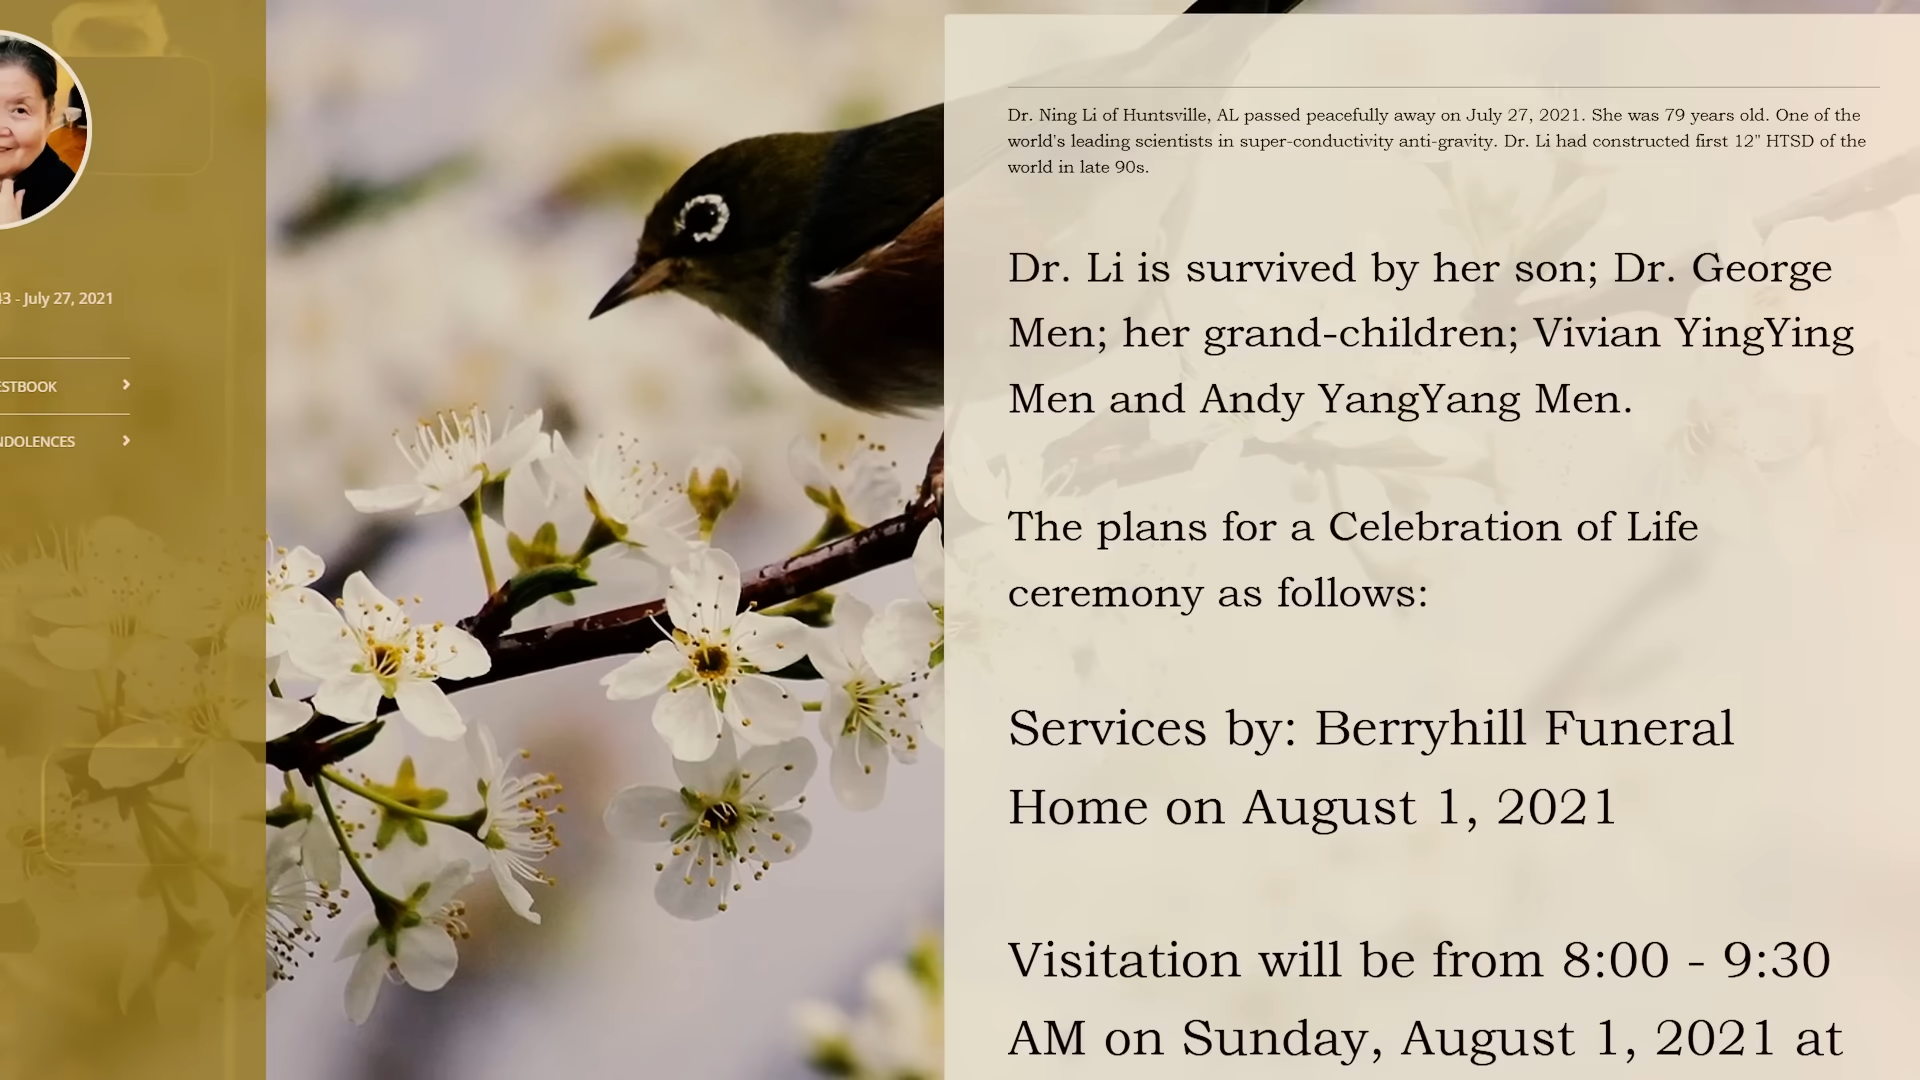 43 - July 27, 2021
ESTBOOK
NDOLENCES
Dr. Ning Li of Huntsville, AL passed peacefully away on July 27, 2021. She was 79 years old. One of the
world's leading scientists in super-conductivity anti-gravity. Dr. Li had constructed first 12" HTSD of the
world in late 90s.
Dr. Li is survived by her son; Dr. George
Men; her grand-children; Vivian YingYing
Men and Andy YangYang Men.
The plans for a Celebration of Life
ceremony as follows:
Services by: Berryhill Funeral
Home on August 1, 2021
Visitation will be from 8:00 - 9:30
AM on Sunday, August 1, 2021 at